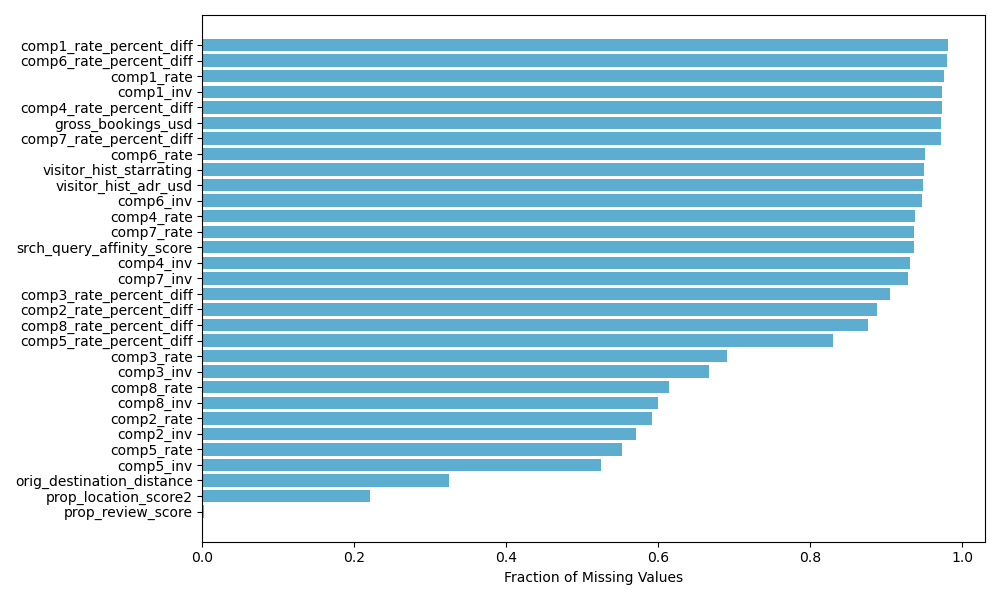 comp1_rate_percent_diff
comp6_rate_percent_diff
comp1_rate
comp1_inv
comp4_rate_percent_diff
gross_bookings_usd
comp7_rate_percent_diff
comp6_rate
visitor_hist_starrating
visitor_hist_adr_usd
comp6_inv
comp4_rate
comp7_rate
srch_query_affinity_score
comp4_inv
comp7_inv
comp3_rate_percent_diff
comp2_rate_percent_diff
comp8_rate_percent_diff
comp5_rate_percent_diff
comp3_rate
comp3_inv
comp8_rate
comp8_inv
comp2_rate
comp2_inv
comp5_rate
comp5_inv
orig_destination_distance
prop_location_score2
prop_review_score
0.0 0.2 0.4 0.6 0.8 1.0
Fraction of Missing Values